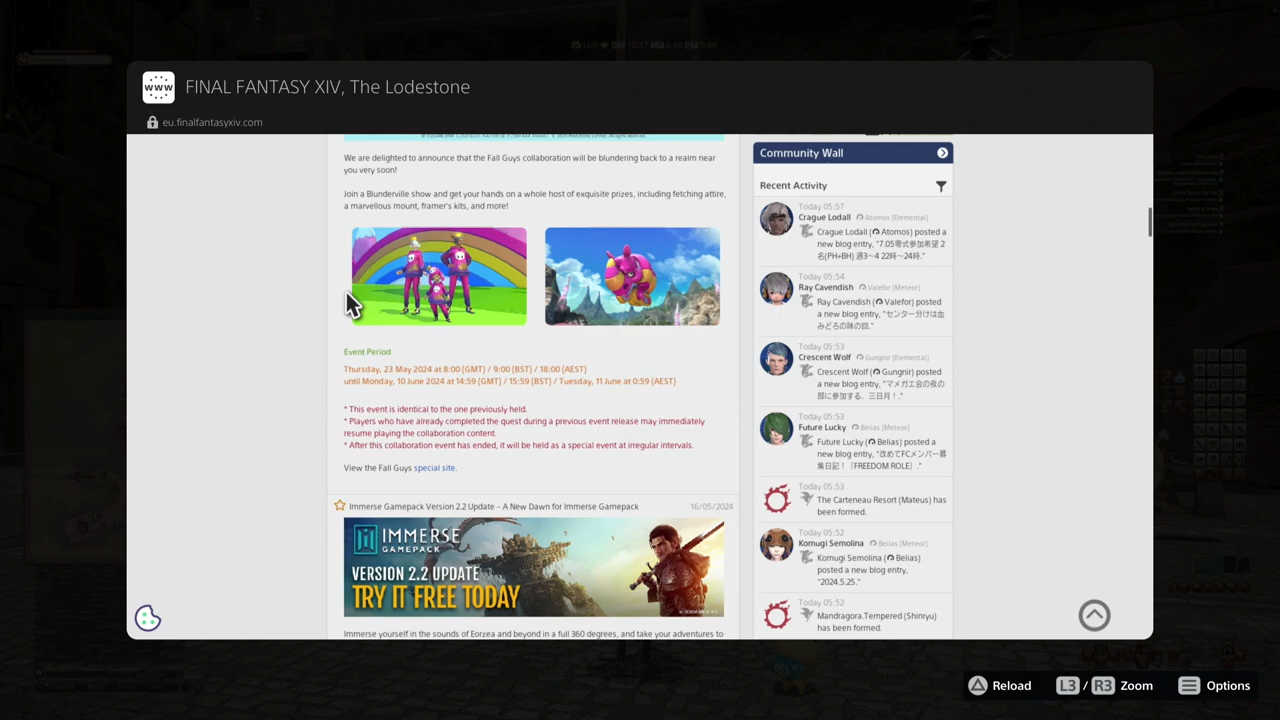 FINAL FANTASY XIV, The Lodestone
eu.finalfantasyxiv.com
We are delighted to announce that the Fall Guys collaboration will be blundering back to a realm near
you very soon!
Join a Blunderville show and get your hands on a whole host of exquisite prizes, including fetching attire,
a marvellous mount, framer's kits, and more!
Event Period
Thursday, 23 May 2024 at 8:00 (GMT) / 9:00 (BST) / 18:00 (AEST)
until Monday, 10 June 2024 at 14:59 (GMT) / 15:59 (BST) / Tuesday, 11 June at 0:59 (AEST)
* This event is identical to the one previously held.
* Players who have already completed the quest during a previous event release may immediately
resume playing the collaboration content.
* After this collaboration event has ended, it will be held as a special event at irregular intervals.
View the Fall Guys special site.
Immerse Gamepack Version 2.2 Update – A New Dawn for Immerse Gamepack
16/05/2024
IMMERSE
GAMEPACK
VERSION 2.2 UPDATE
TRY IT FREE TODAY
Immerse yourself in the sounds of Eorzea and beyond in a full 360 degrees, and take your adventures to
Community Wall
Recent Activity
Today 05:57
Crague Lodall Atomos [Elemental]
Crague Lodall (Atomos) posted a
new blog entry, "7.05零式参加希望 2
名(PH+BH) 週3～4 22時～24時."
Today 05:54
Ray Cavendish Valefor [Meteor]
Ray Cavendish (Valefor) posted
a new blog entry, "センター分けは血
みどろの味の回."
Today 05:53
Crescent Wolf Gungnir [Elemental]
Crescent Wolf (Gungnir) posted
a new blog entry, "マメガエ会の夜の
部に参加する、三日月！."
Today 05:53
Future Lucky Belias [Meteor]
Future Lucky (Belias) posted a
new blog entry, "改めてFCメンバー募
集日記！「FREEDOM ROLE」."
Today 05:53
The Carteneau Resort (Mateus) has
been formed.
Today 05:52
Komugi Semolina Belias [Meteor]
Komugi Semolina (Belias)
posted a new blog entry,
"2024.5.25."
Today 05:52
Mandragora.Tempered (Shinryu)
has been formed.
Reload
L3 / R3 Zoom
Options